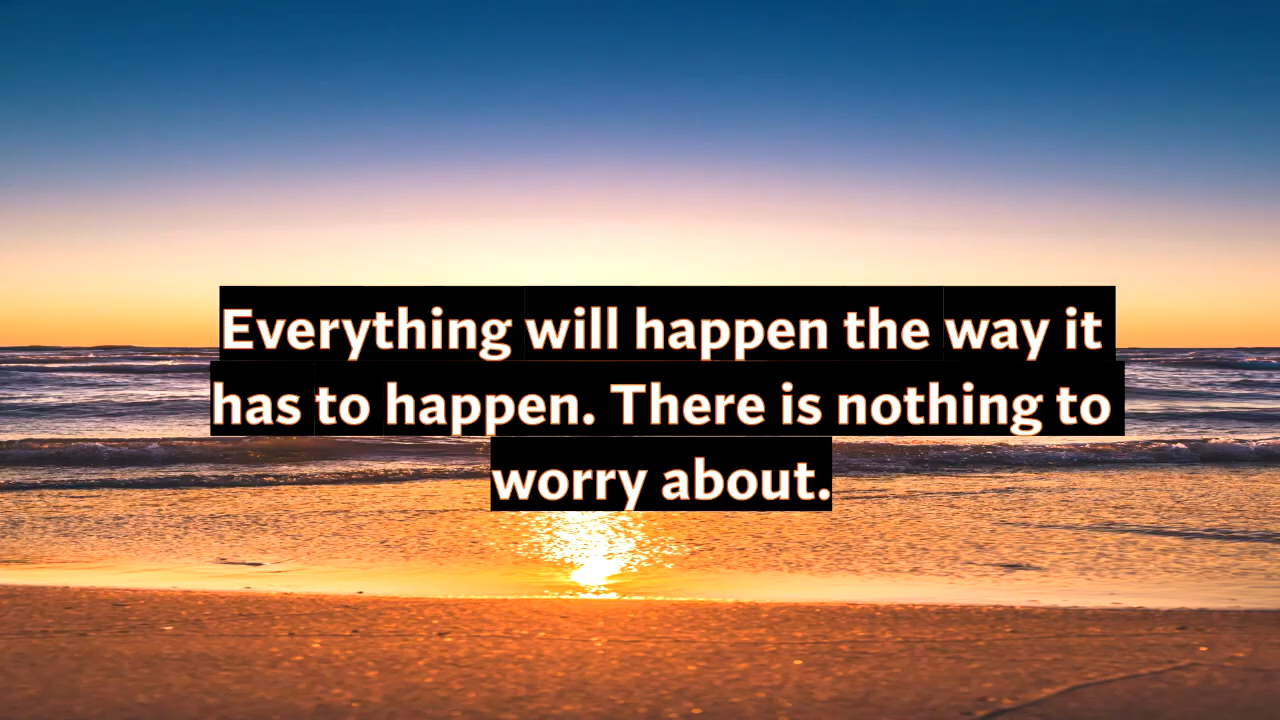 Everything will happen the way it
has to happen. There is nothing to
worry about.